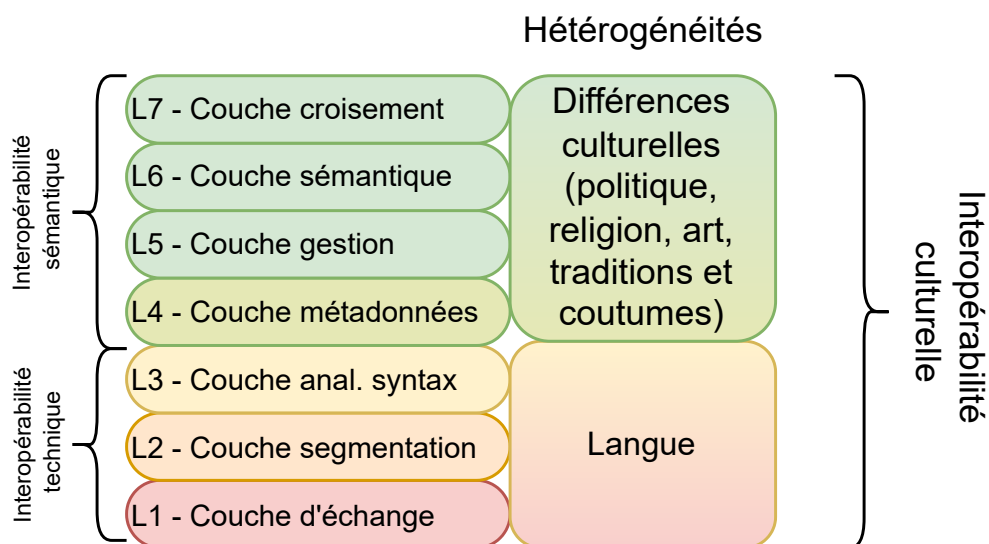 Hétérogénéités
Interopérabilité
sémantique
L7 - Couche croisement
L6 - Couche sémantique
L5 - Couche gestion
L4 - Couche métadonnées
Différences
culturelles
(politique,
religion, art,
traditions et
coutumes)
Interopérabilité
technique
L3 - Couche anal. syntax
L2 - Couche segmentation
L1 - Couche d'échange
Langue
Interopérabilité
culturelle